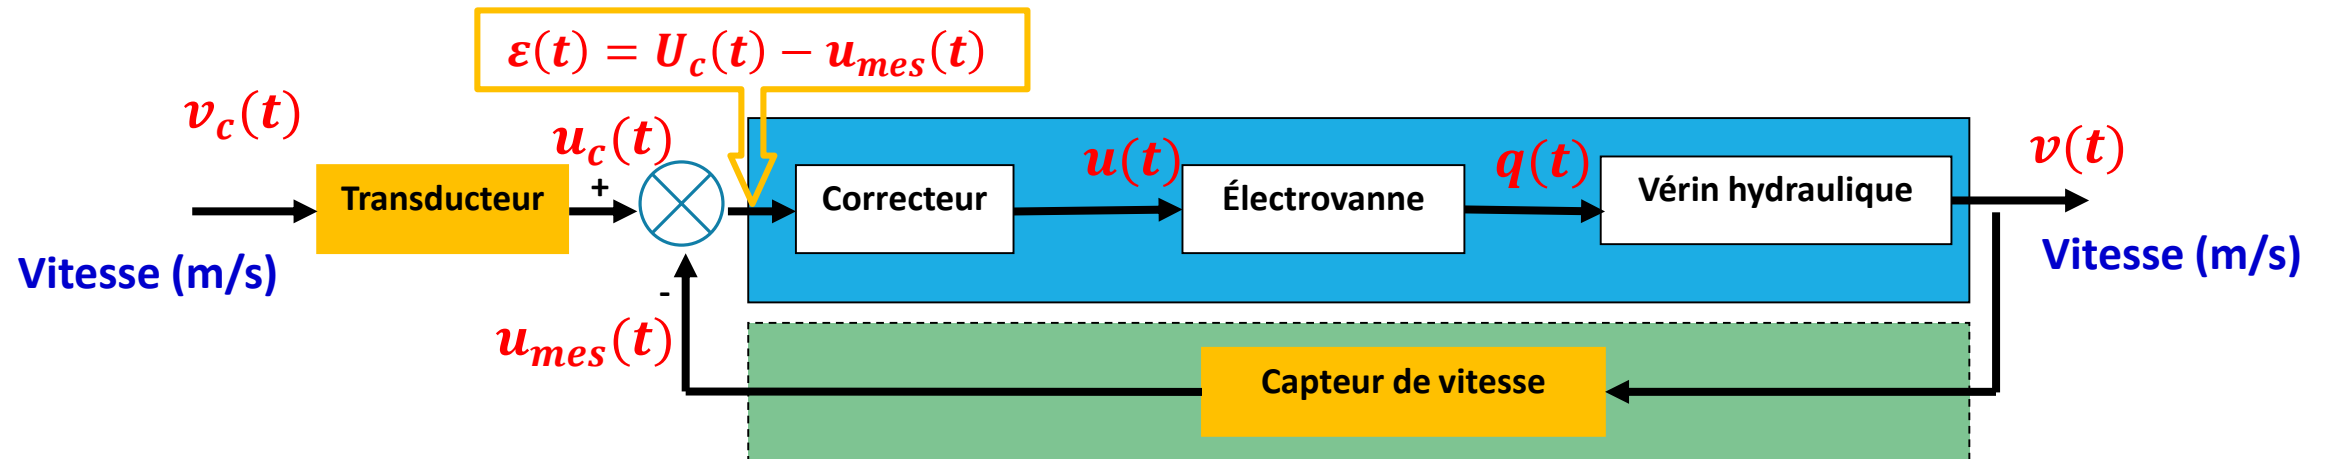 ε(t) = U_c(t) − u_mes(t)
v_c(t)
u_c(t)
u(t)
q(t)
v(t)
+
Transducteur
Correcteur
Électrovanne
Vérin hydraulique
Vitesse (m/s)
Vitesse (m/s)
-
u_mes(t)
Capteur de vitesse